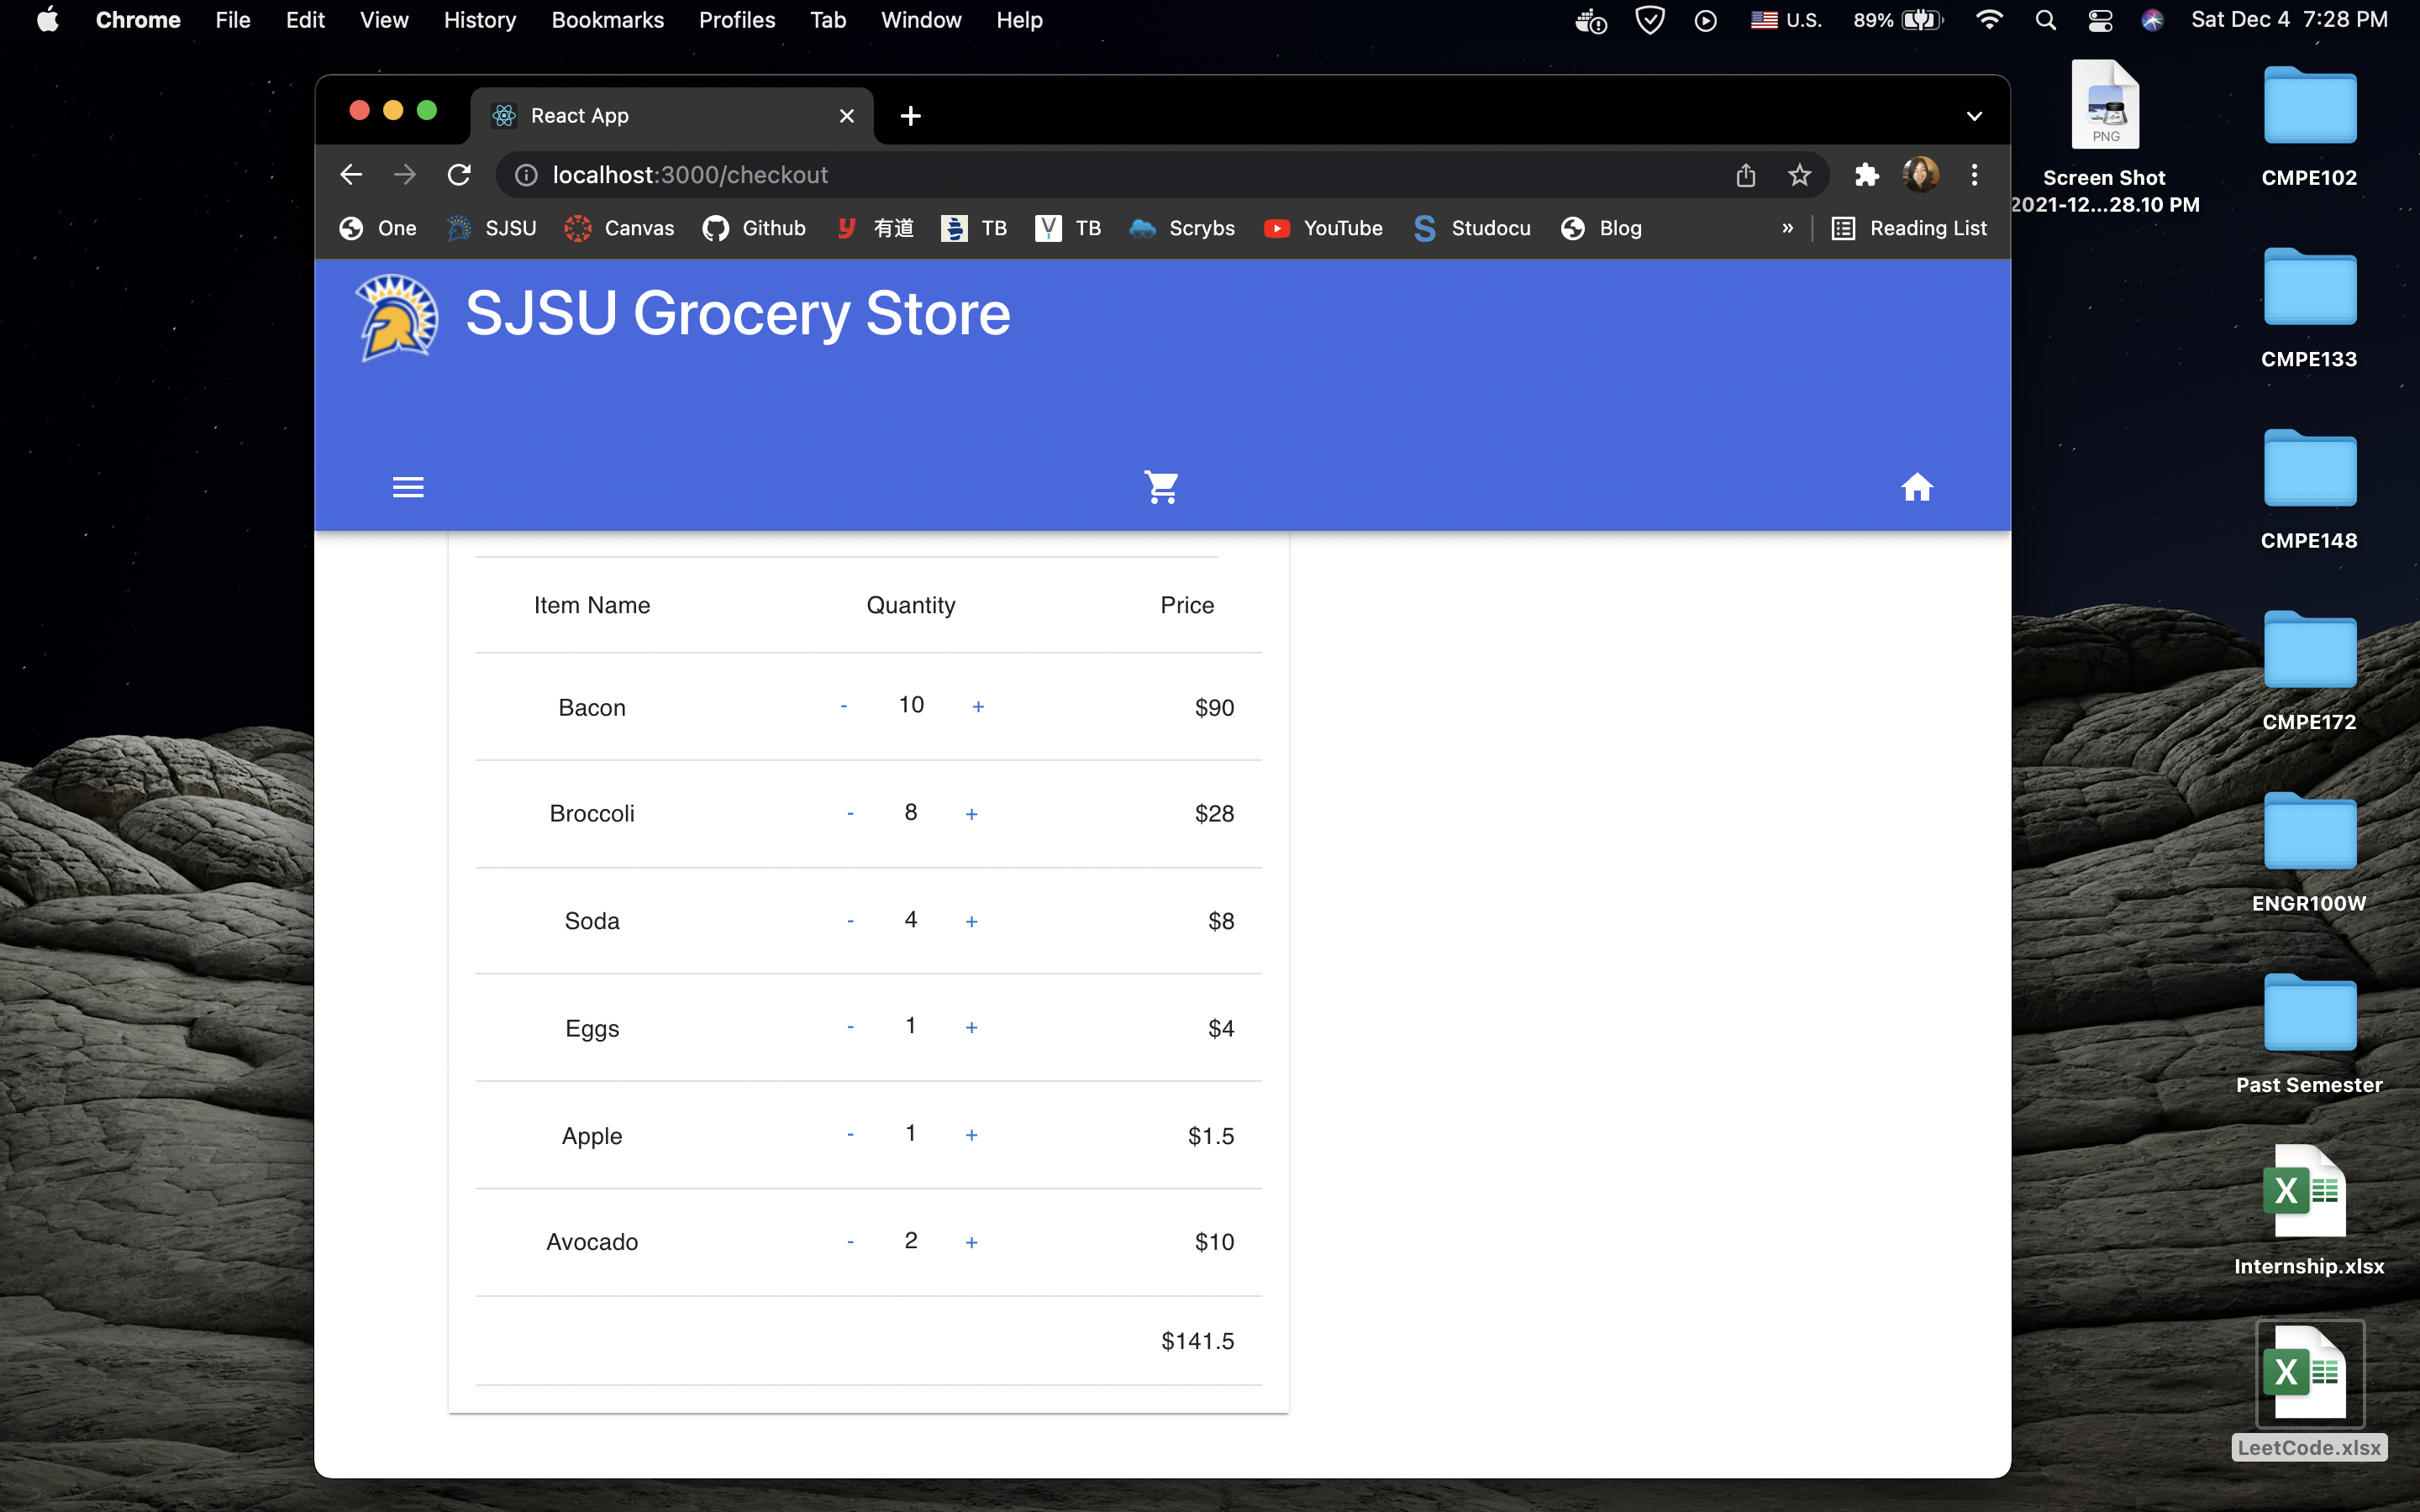 Chrome File Edit View History Bookmarks Profiles Tab Window Help U.S. 89% Sat Dec 4 7:28 PM
React App
localhost:3000/checkout
One SJSU Canvas Github 有道 TB TB Scrybs YouTube Studocu Blog » Reading List
SJSU Grocery Store
Item Name Quantity Price
Bacon - 10 + $90
Broccoli - 8 + $28
Soda - 4 + $8
Eggs - 1 + $4
Apple - 1 + $1.5
Avocado - 2 + $10
$141.5
PNG
Screen Shot
2021-12...28.10 PM
CMPE102
CMPE133
CMPE148
CMPE172
ENGR100W
Past Semester
Internship.xlsx
LeetCode.xlsx